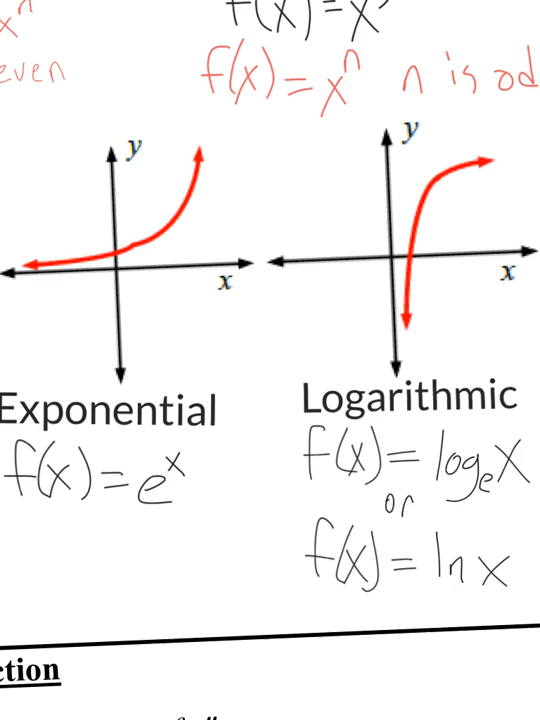 x^n
f(x) = x
even
f(x) = x^n n is od
y
y
x
x
Exponential
Logarithmic
f(x) = e^x
f(x) = log_e x
or
f(x) = ln x
ction